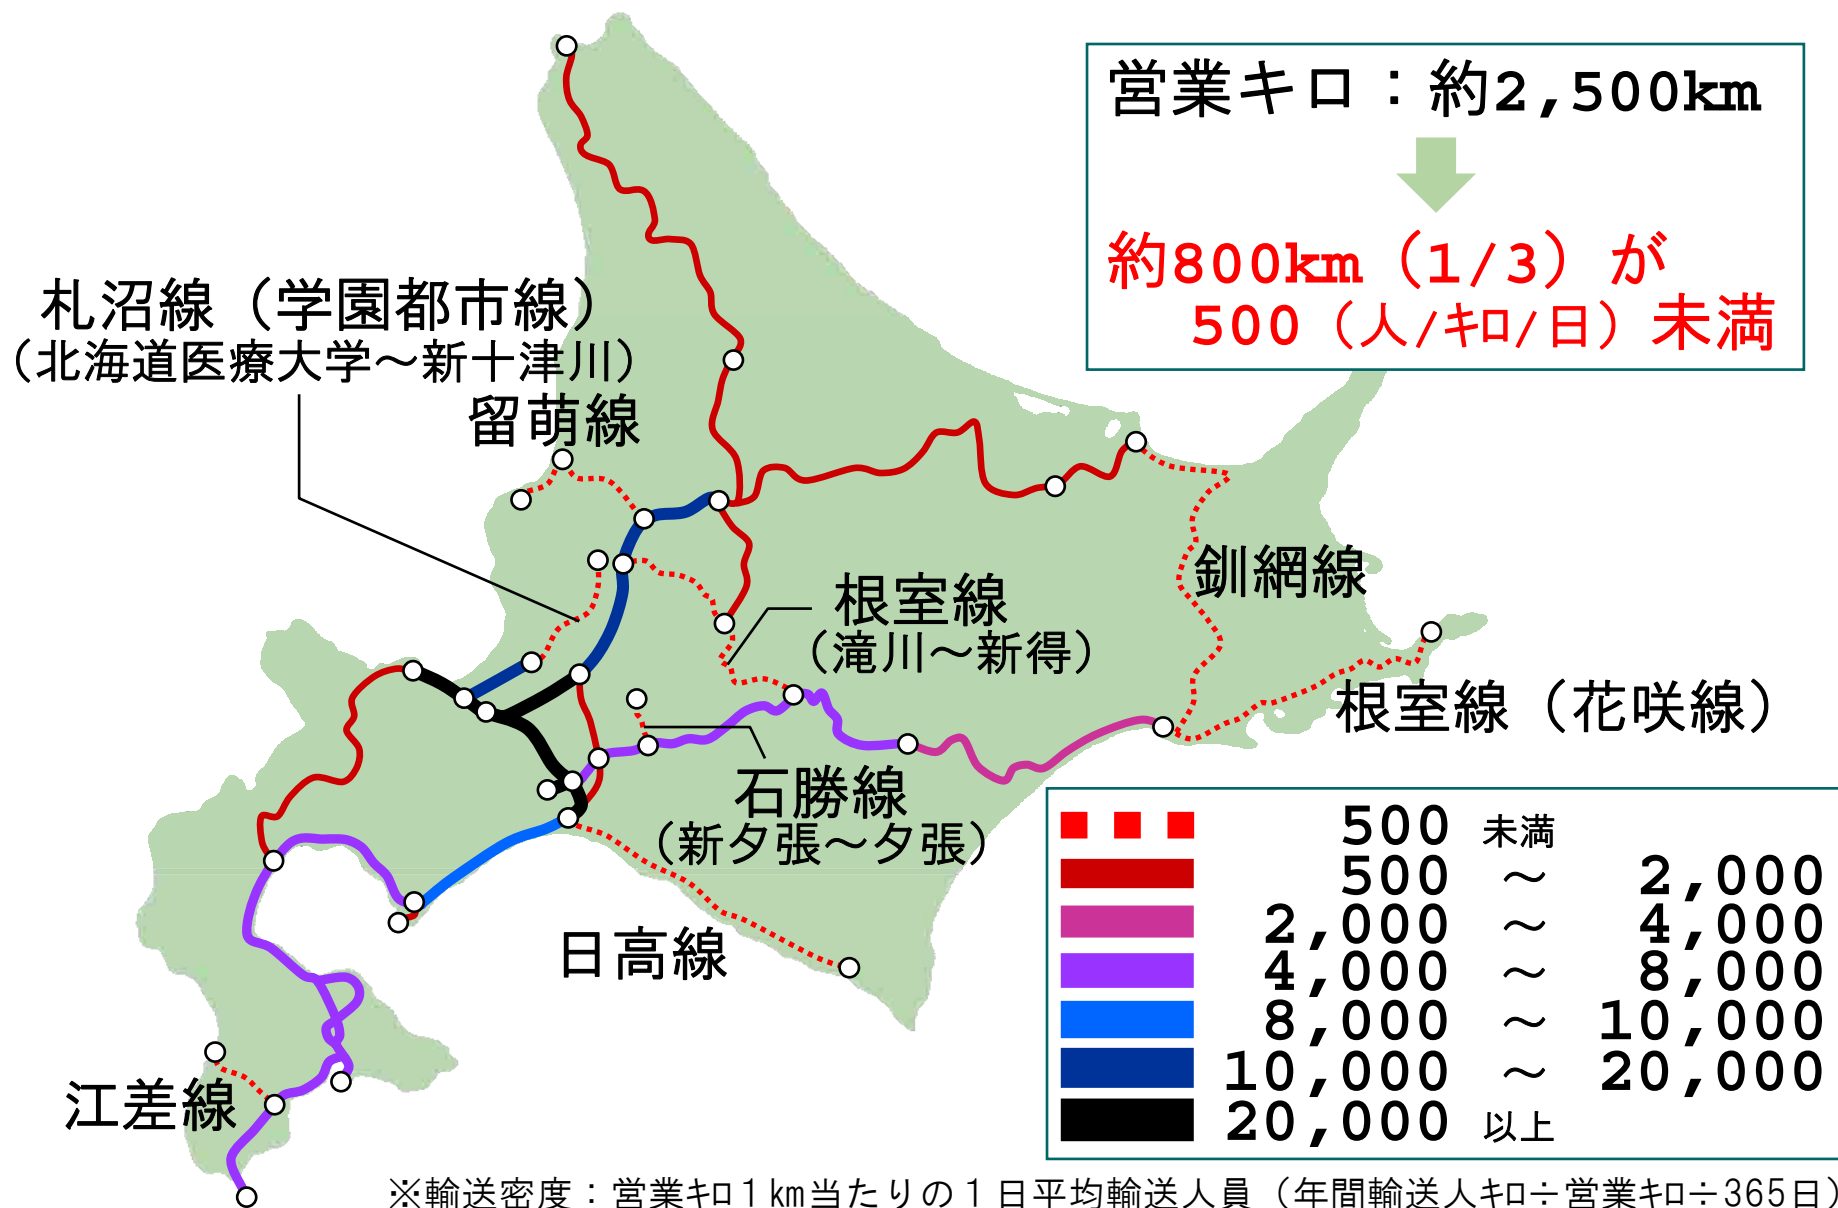 営業キロ：約2,500km
約800km（1/3）が
500（人/ｷﾛ/日）未満
札沼線（学園都市線）
（北海道医療大学～新十津川）
留萌線
釧網線
根室線
（滝川～新得）
根室線（花咲線）
石勝線
（新夕張～夕張）
日高線
江差線
500 未満
500 ～ 2,000
2,000 ～ 4,000
4,000 ～ 8,000
8,000 ～ 10,000
10,000 ～ 20,000
20,000 以上
※輸送密度：営業ｷﾛ１km当たりの１日平均輸送人員（年間輸送人ｷﾛ÷営業ｷﾛ÷365日）